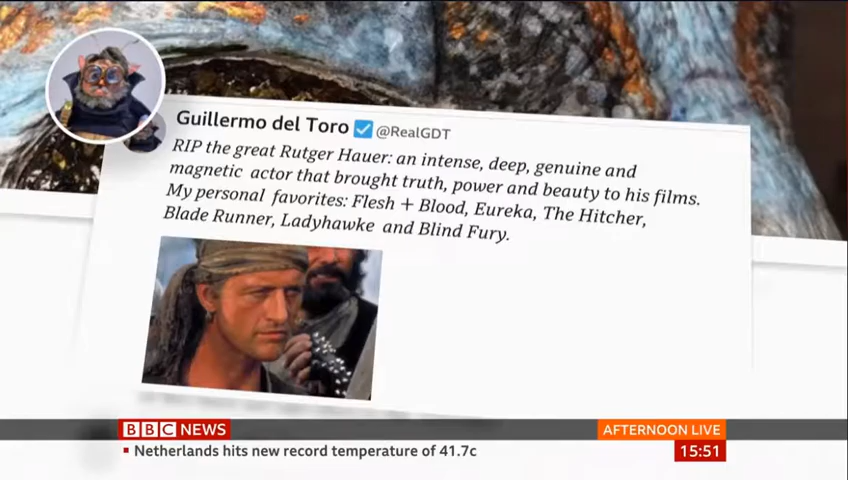 Guillermo del Toro @RealGDT
RIP the great Rutger Hauer: an intense, deep, genuine and
magnetic actor that brought truth, power and beauty to his films.
My personal favorites: Flesh + Blood, Eureka, The Hitcher,
Blade Runner, Ladyhawke and Blind Fury.
BBC NEWS
AFTERNOON LIVE
Netherlands hits new record temperature of 41.7c
15:51